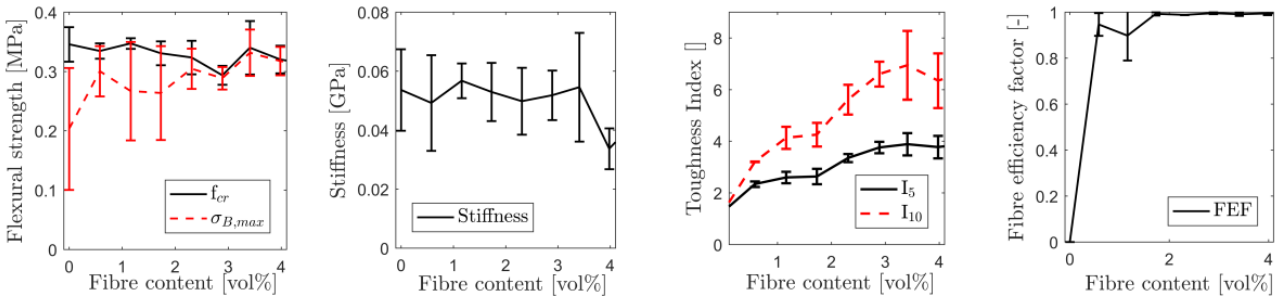 Flexural strength [MPa]
0.4
0.3
0.2
0.1
0
0 1 2 3 4
Fibre content [vol%]
f_cr
σ_B,max
Stiffness [GPa]
0.08
0.06
0.04
0.02
0
0 1 2 3 4
Fibre content [vol%]
Stiffness
Toughness Index []
8
6
4
2
0
1 2 3 4
Fibre content [vol%]
I_5
I_10
Fibre efficiency factor [-]
1
0.8
0.6
0.4
0.2
0
0 2 4
Fibre content [vol%]
FEF